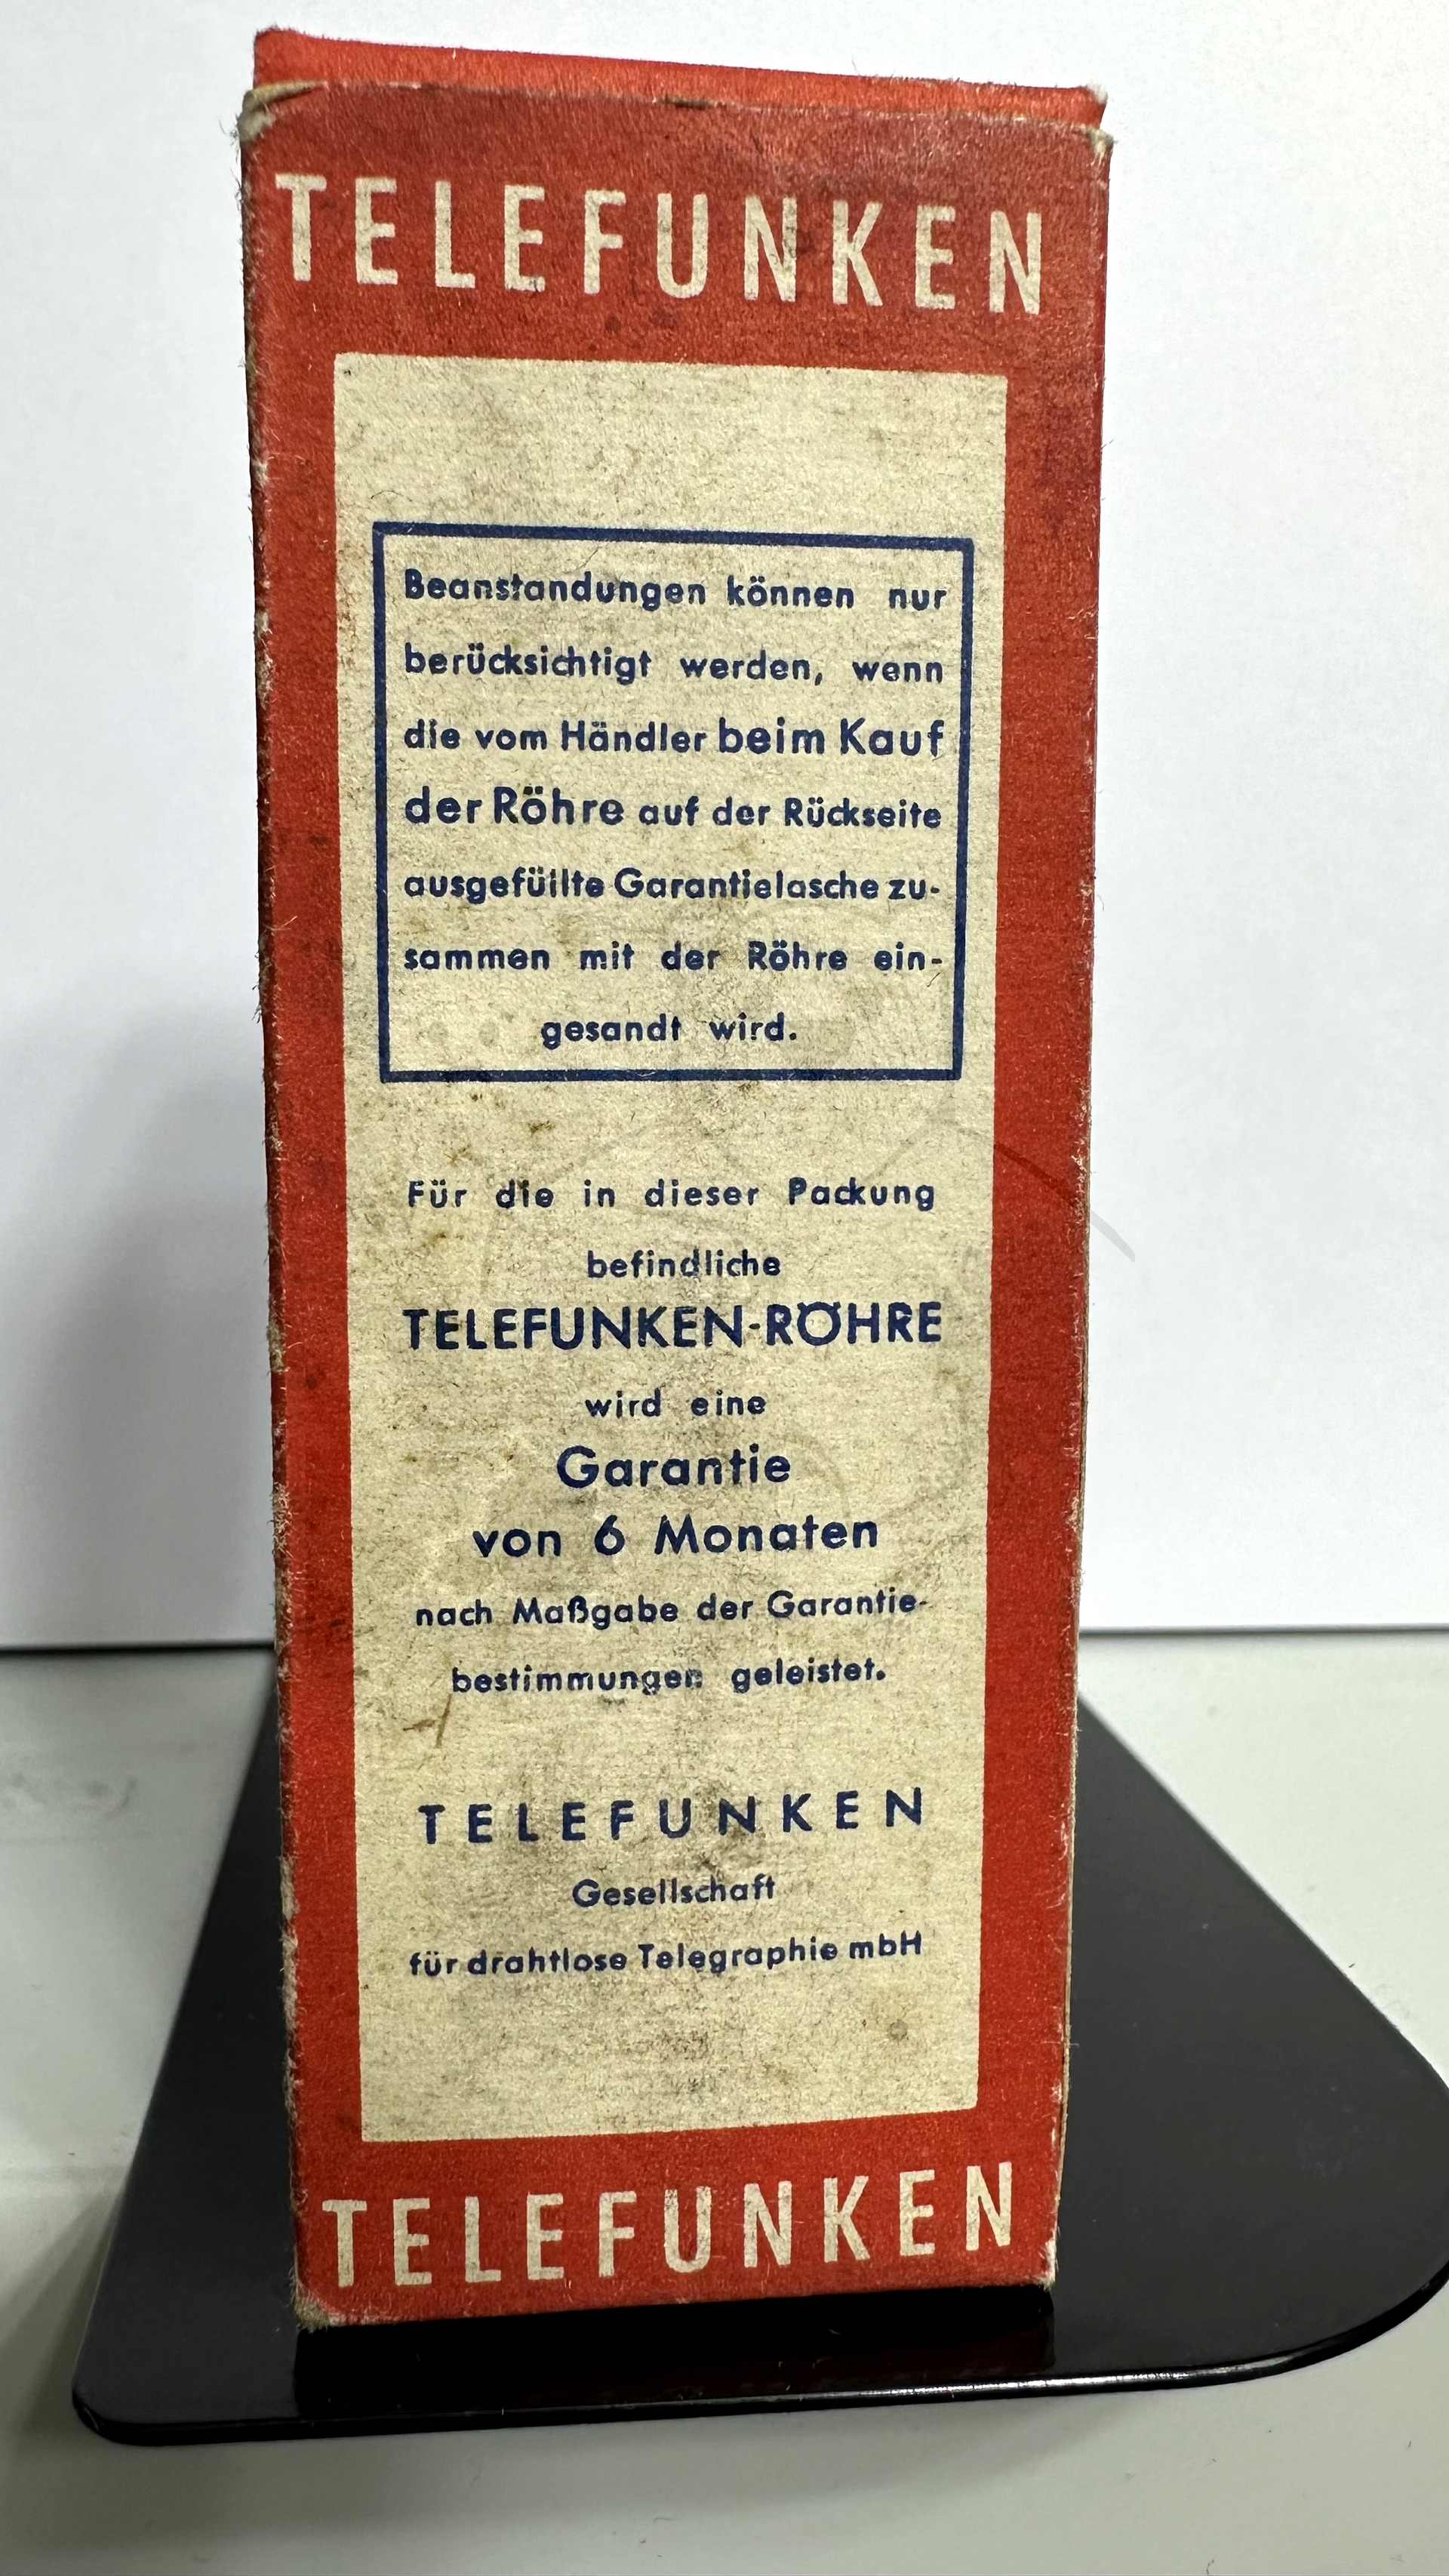 TELEFUNKEN
Beanstandungen können nur
berücksichtigt werden, wenn
die vom Händler beim Kauf
der Röhre auf der Rückseite
ausgefüllte Garantielasche zu-
sammen mit der Röhre ein-
gesandt wird.
Für die in dieser Packung
befindliche
TELEFUNKEN-RÖHRE
wird eine
Garantie
von 6 Monaten
nach Maßgabe der Garantie-
bestimmungen geleistet.
TELEFUNKEN
Gesellschaft
für drahtlose Telegraphie mbH
TELEFUNKEN